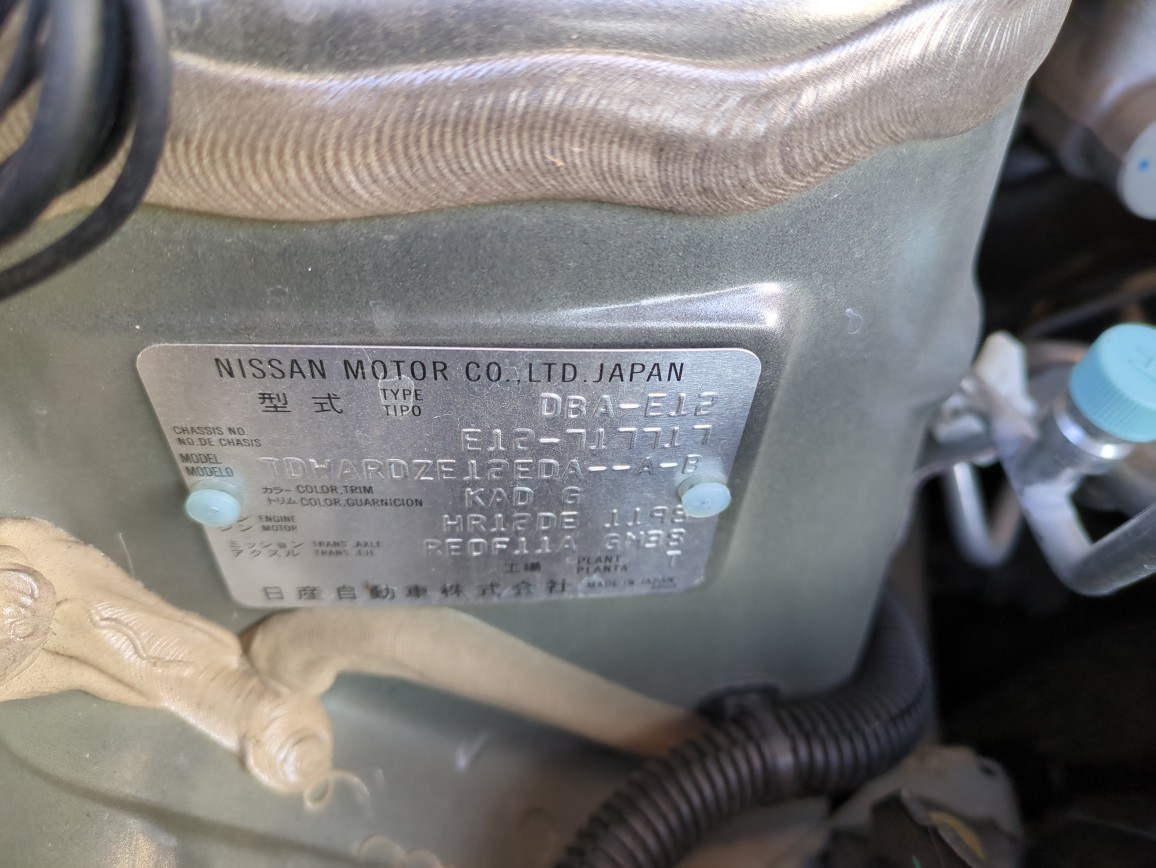 NISSAN MOTOR CO.,LTD.JAPAN
型式 TYPE TIPO DBA-E12
CHASSIS NO.
NO.DE CHASIS
MODEL
MODELO TDWARDZE12EDA--A-B
カラー COLOR,TRIM
トリム COLOR,GUARNICION KAD G
ENGINE
MOTOR HR12DE 1198
ミッション TRANS.,AXLE
アクスル TRANS.,EJE RE0F11A GM38
工場 PLANT PLANTA T
日産自動車株式会社 MADE IN JAPAN